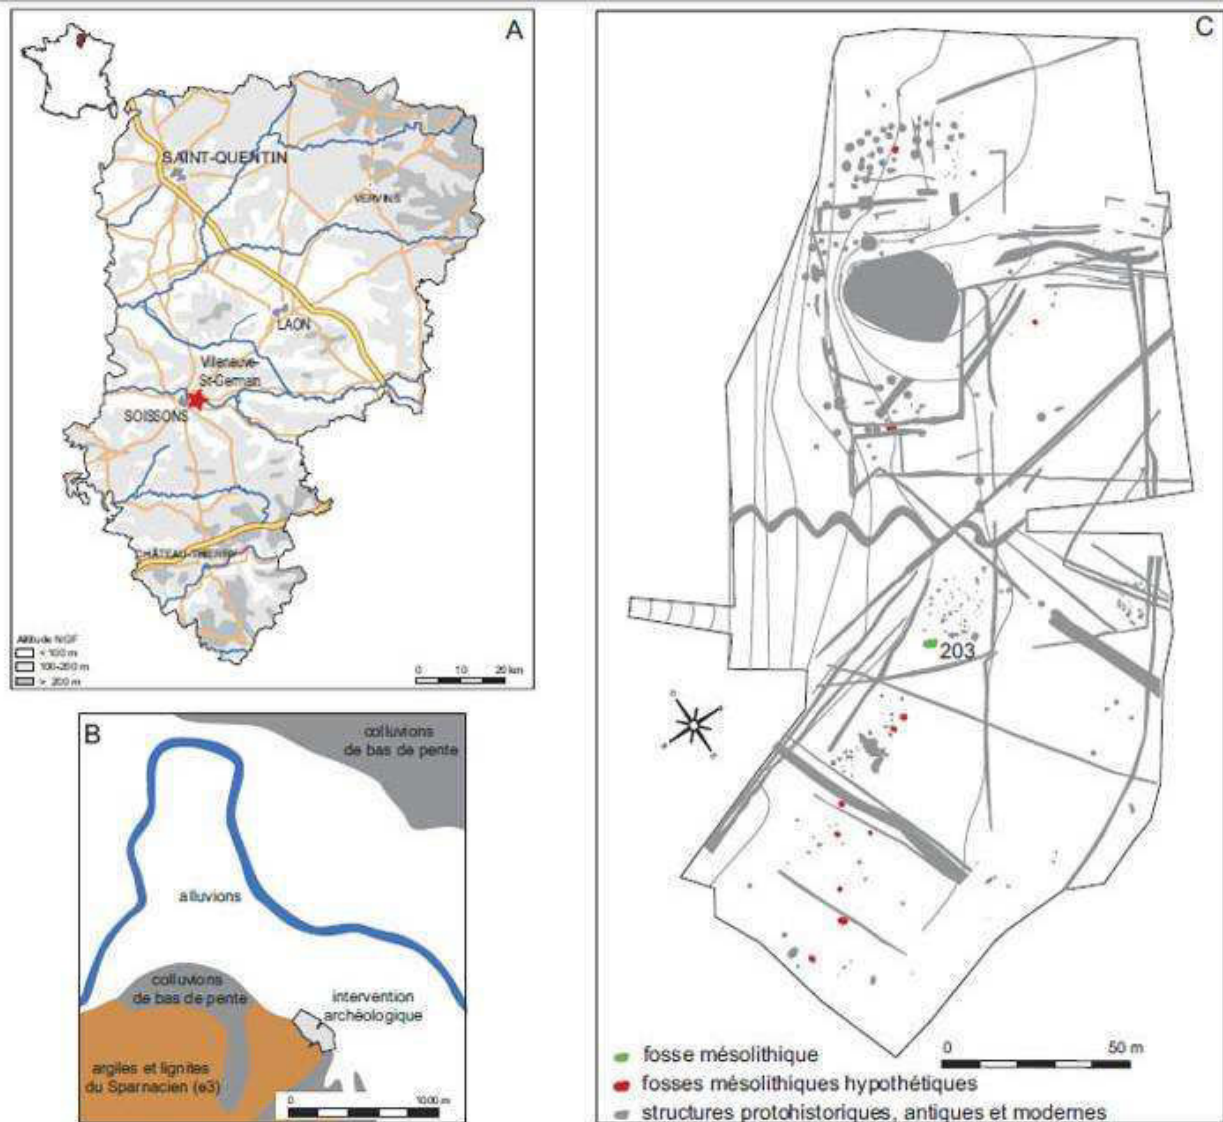 A
SAINT-QUENTIN
VERVINS
LAON
Villeneuve-
St-Germain
SOISSONS
CHÂTEAU-THIERRY
Altitude NGF
< 100 m
100-200 m
> 200 m
0 10 20 km
B
colluvions
de bas de pente
alluvions
colluvions
de bas de pente
intervention
archéologique
argiles et lignites
du Sparnacien (e3)
0 1000 m
C
203
0 50 m
fosse mésolithique
fosses mésolithiques hypothétiques
structures protohistoriques, antiques et modernes